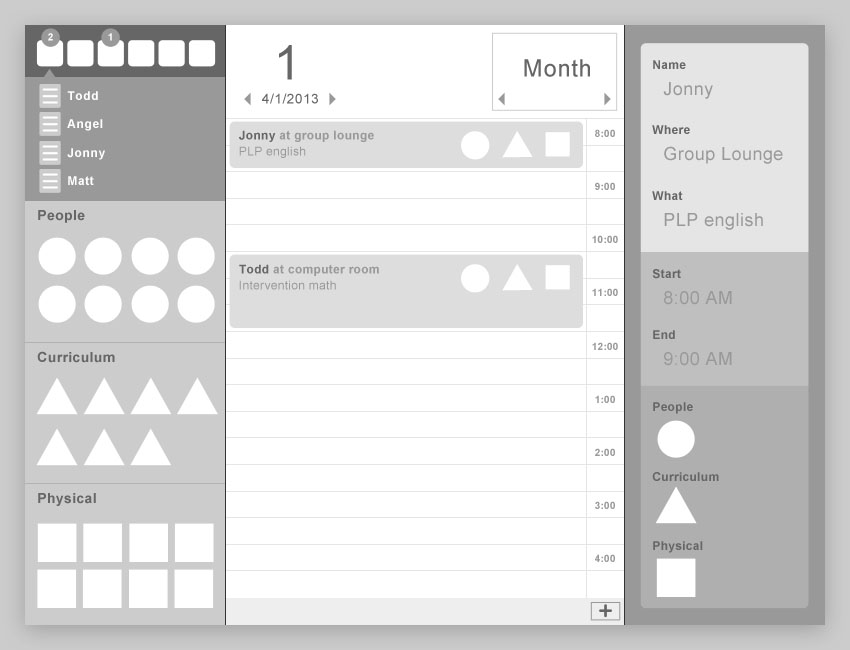 2
1
Todd
Angel
Jonny
Matt
People
Curriculum
Physical
1
4/1/2013
Month
Jonny at group lounge
PLP english
Todd at computer room
Intervention math
8:00
9:00
10:00
11:00
12:00
1:00
2:00
3:00
4:00
+
Name
Jonny
Where
Group Lounge
What
PLP english
Start
8:00 AM
End
9:00 AM
People
Curriculum
Physical